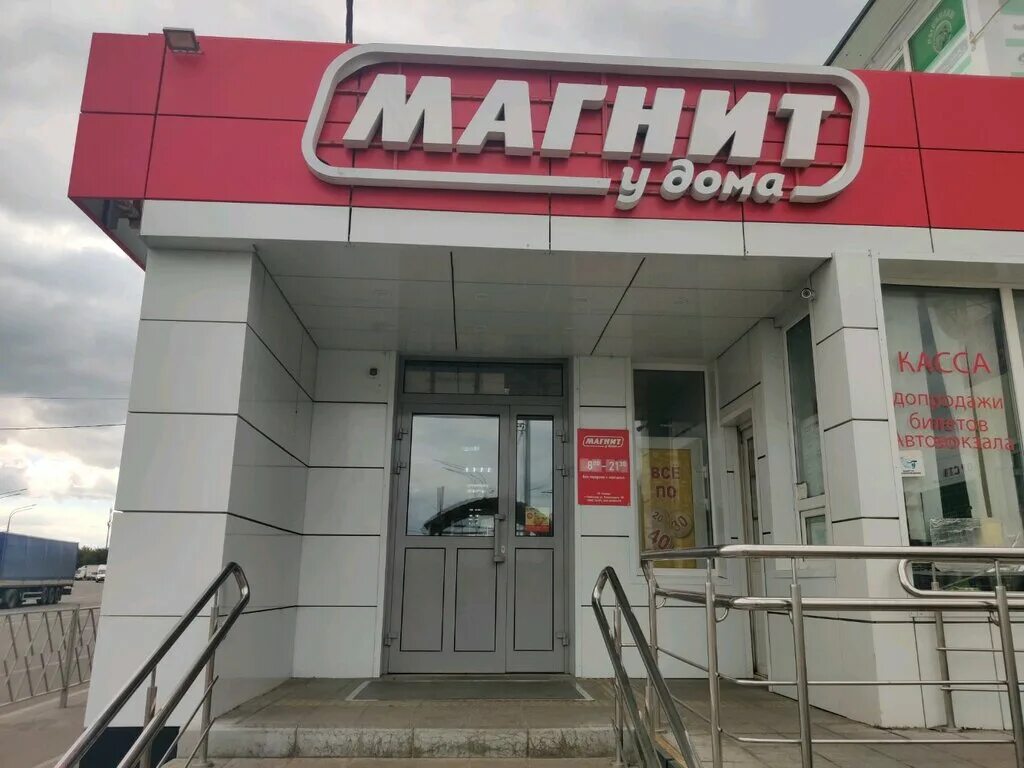 МАГНИТ
у дома
КАССА
допродажи
билетов
Автовокзала
МАГНИТ
8⁰⁰ – 21³⁰
ВСЕ
ПО